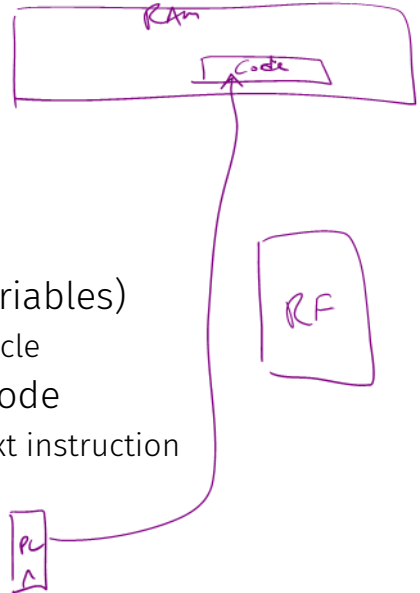 RAM
Code
RF
riables)
cle
ode
xt instruction
PC